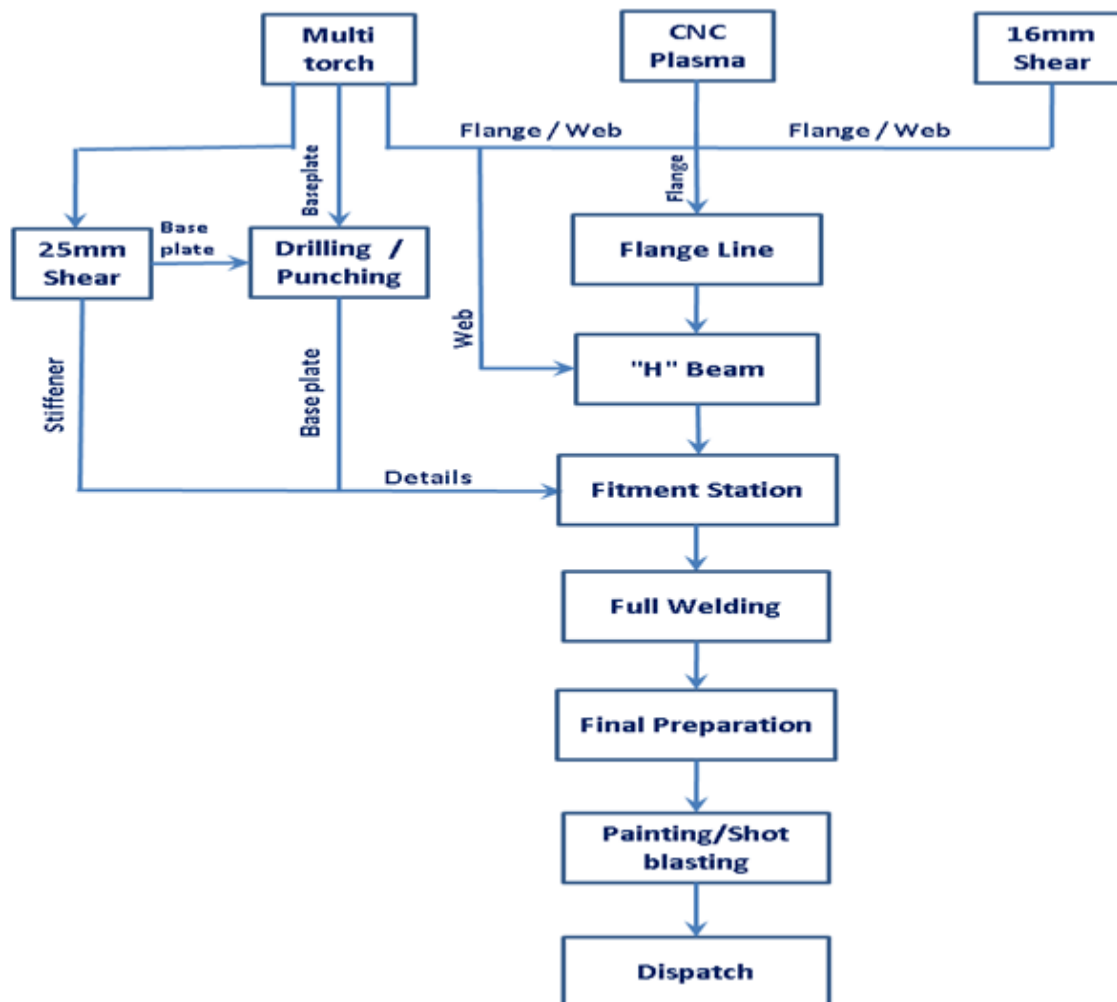 Multi
torch
CNC
Plasma
16mm
Shear
Flange / Web
Flange / Web
Baseplate
Flange
Base
plate
25mm
Shear
Drilling /
Punching
Flange Line
Web
"H" Beam
Stiffener
Base plate
Details
Fitment Station
Full Welding
Final Preparation
Painting/Shot
blasting
Dispatch